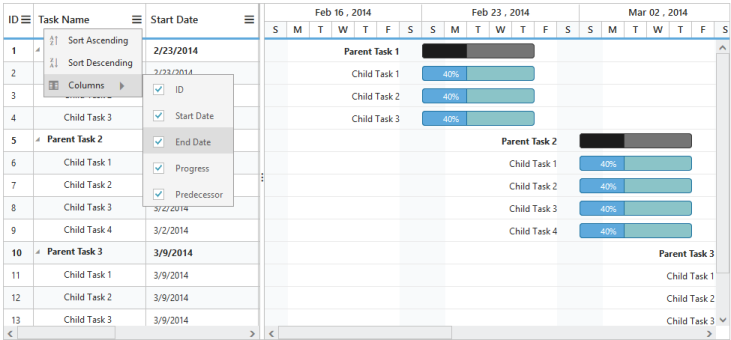 ID Task Name Start Date
Feb 16 , 2014 Feb 23 , 2014 Mar 02 , 2014
S M T W T F S S M T W T F S S M T W T F S
1 2/23/2014 Parent Task 1
Sort Ascending
Sort Descending
Columns
ID
Start Date
End Date
Progress
Predecessor
2 2/23/2014 Child Task 1 40%
3 Child Task 2 40%
4 Child Task 3 Child Task 3 40%
5 Parent Task 2 Parent Task 2
6 Child Task 1 Child Task 1 40%
7 Child Task 2 Child Task 2 40%
8 Child Task 3 3/2/2014 Child Task 3 40%
9 Child Task 4 3/2/2014 Child Task 4 40%
10 Parent Task 3 3/9/2014 Parent Task 3
11 Child Task 1 3/9/2014 Child Task 1
12 Child Task 2 3/9/2014 Child Task 2
13 Child Task 3 3/9/2014 Child Task 3